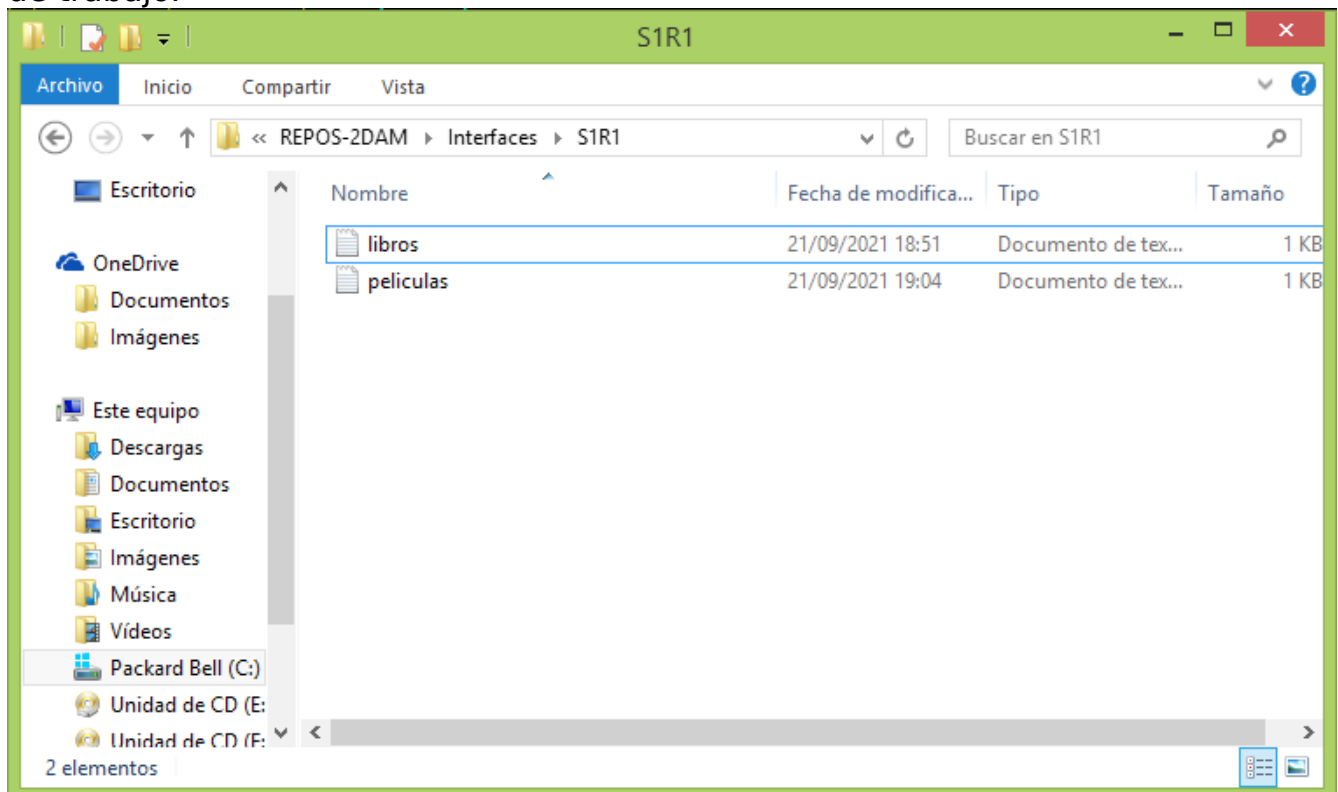 de trabajo.
S1R1
Archivo Inicio Compartir Vista
« REPOS-2DAM Interfaces S1R1 Buscar en S1R1
Escritorio
OneDrive
Documentos
Imágenes
Este equipo
Descargas
Documentos
Escritorio
Imágenes
Música
Vídeos
Packard Bell (C:)
Unidad de CD (E:
Unidad de CD (F:
Nombre Fecha de modifica... Tipo Tamaño
libros 21/09/2021 18:51 Documento de tex... 1 KB
peliculas 21/09/2021 19:04 Documento de tex... 1 KB
2 elementos